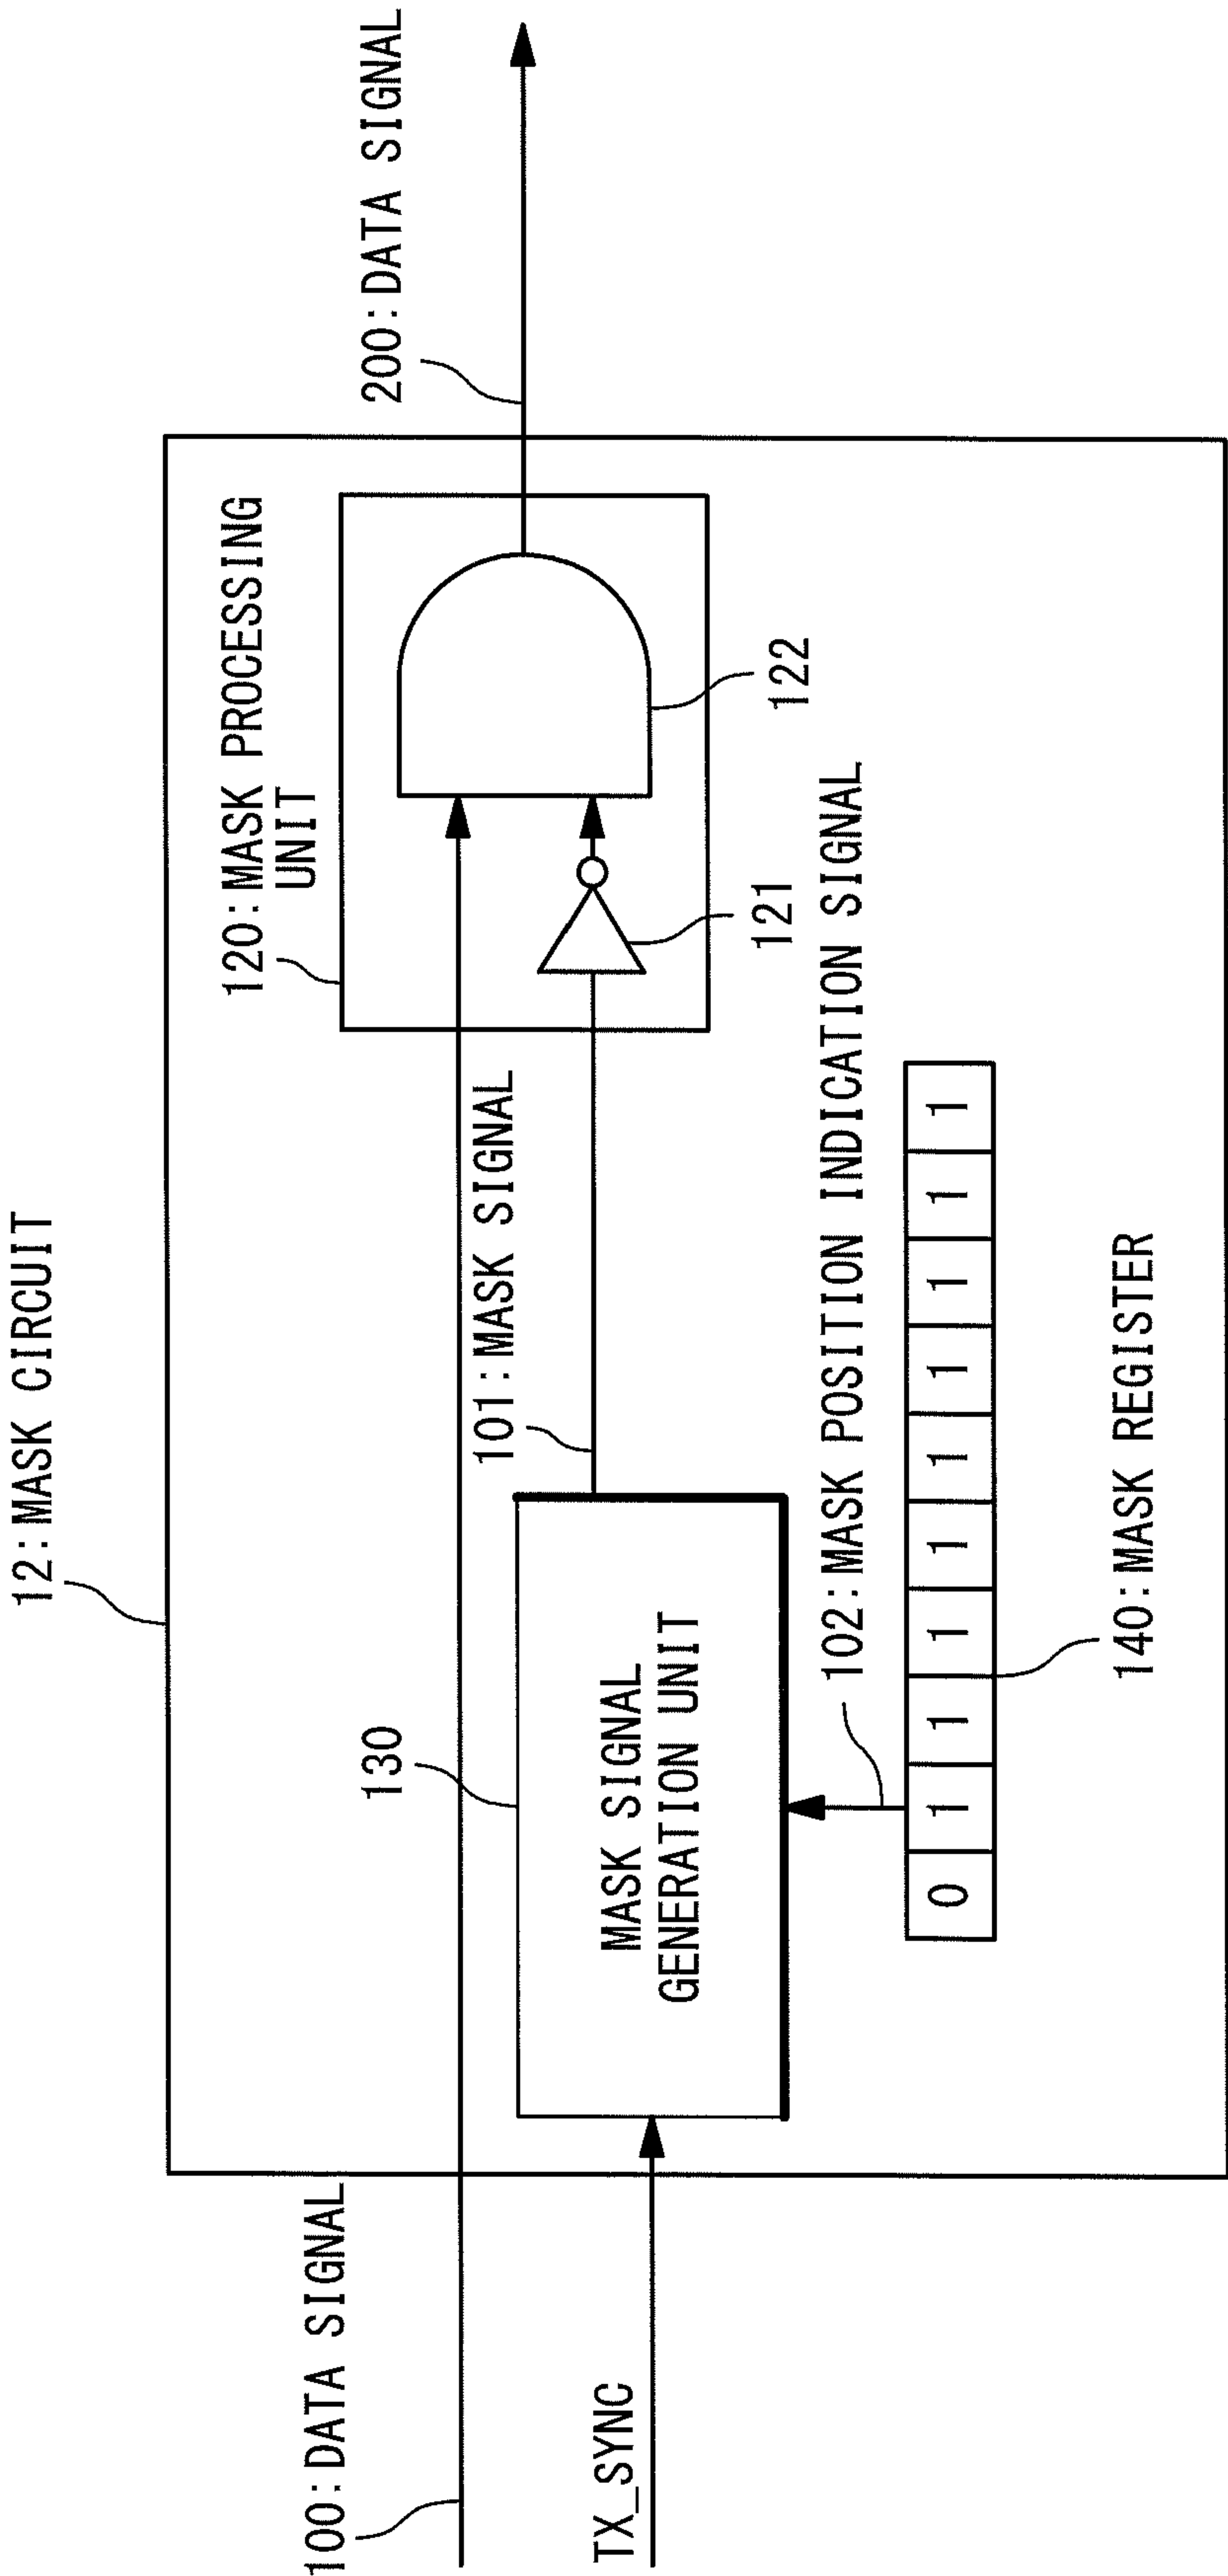 12:MASK CIRCUIT
200:DATA SIGNAL
120:MASK PROCESSING
UNIT
122
121
100:DATA SIGNAL
101:MASK SIGNAL
130
MASK SIGNAL
GENERATION UNIT
TX_SYNC
102:MASK POSITION INDICATION SIGNAL
0 1 1 1 1 1 1 1 1 1
140:MASK REGISTER